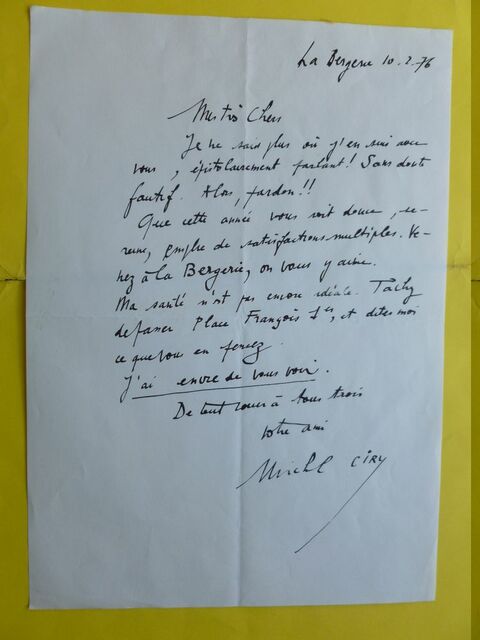 La Bergerie 10.2.76
Mes très Chers
Je ne sais plus où j'en suis avec
vous, épistolairement parlant! Sans doute
fautif. Alors, pardon!!
Que cette année vous soit douce, se-
reine, emplie de satisfactions multiples. Ve-
nez à la Bergerie, on vous y aime.
Ma santé n'est pas encore idéale. Tâchez
de passer Place François 1er, et dites moi
ce que vous en pensez.
J'ai envie de vous voir.
De tout coeur à tous trois
votre ami
Michel CIRY